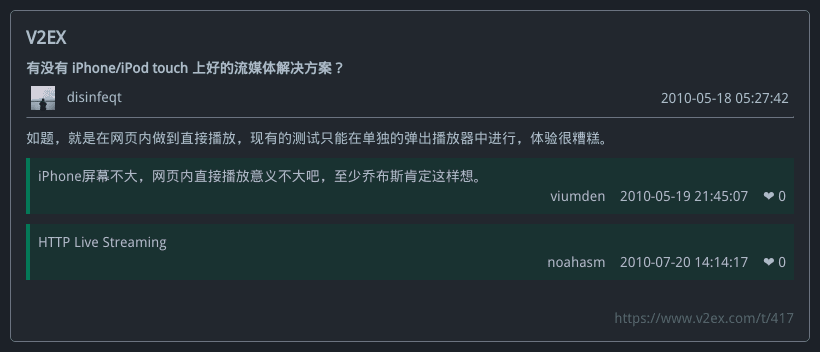 V2EX
有没有 iPhone/iPod touch 上好的流媒体解决方案？
disinfeqt 2010-05-18 05:27:42
如题，就是在网页内做到直接播放，现有的测试只能在单独的弹出播放器中进行，体验很糟糕。
iPhone屏幕不大，网页内直接播放意义不大吧，至少乔布斯肯定这样想。
viumden 2010-05-19 21:45:07 ❤ 0
HTTP Live Streaming
noahasm 2010-07-20 14:14:17 ❤ 0
https://www.v2ex.com/t/417